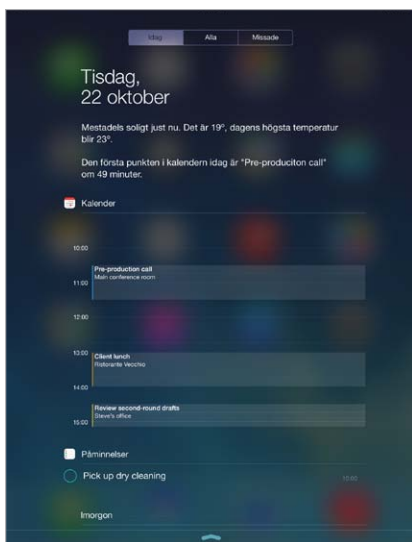 Idag Alla Missade
Tisdag,
22 oktober
Mestadels soligt just nu. Det är 19°, dagens högsta temperatur
blir 23°.
Den första punkten i kalendern idag är "Pre-produciton call"
om 49 minuter.
Kalender
10:00
Pre-production call
Main conference room
11:00
12:00
13:00 Client lunch
Ristorante Vecchio
14:00
Review second-round drafts
Steve's office
15:00
Påminnelser
Pick up dry cleaning
15:00
Imorgon